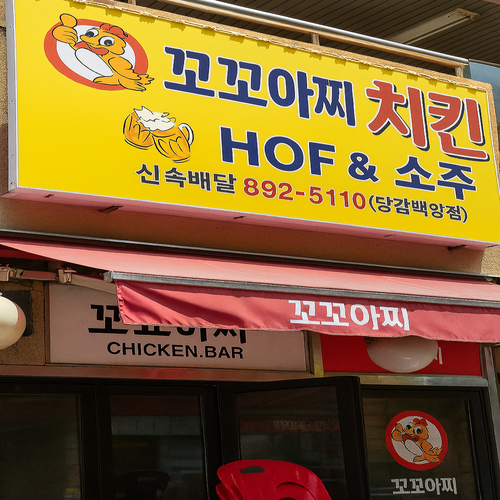 꼬꼬아찌 치킨
HOF & 소주
신속배달 892-5110(당감백양점)
꼬꼬아찌
꼬꼬아찌
CHICKEN.BAR
꼬꼬아찌